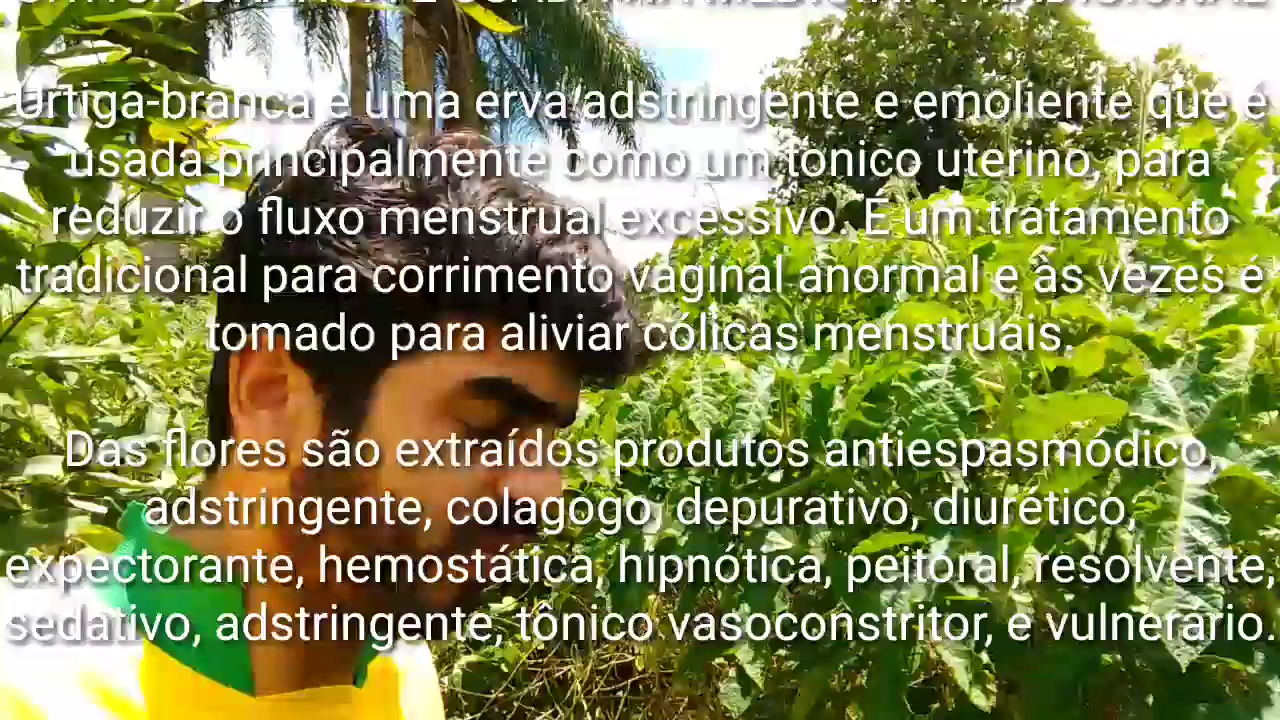 Urtiga-branca é uma erva adstringente e emoliente que é
usada principalmente como um tonico uterino, para
reduzir o fluxo menstrual excessivo. É um tratamento
tradicional para corrimento vaginal anormal e às vezes é
tomado para aliviar cólicas menstruais.
Das flores são extraídos produtos antiespasmódico,
adstringente, colagogo, depurativo, diurético,
expectorante, hemostática, hipnótica, peitoral, resolvente,
sedativo, adstringente, tônico vasoconstritor, e vulnerário.